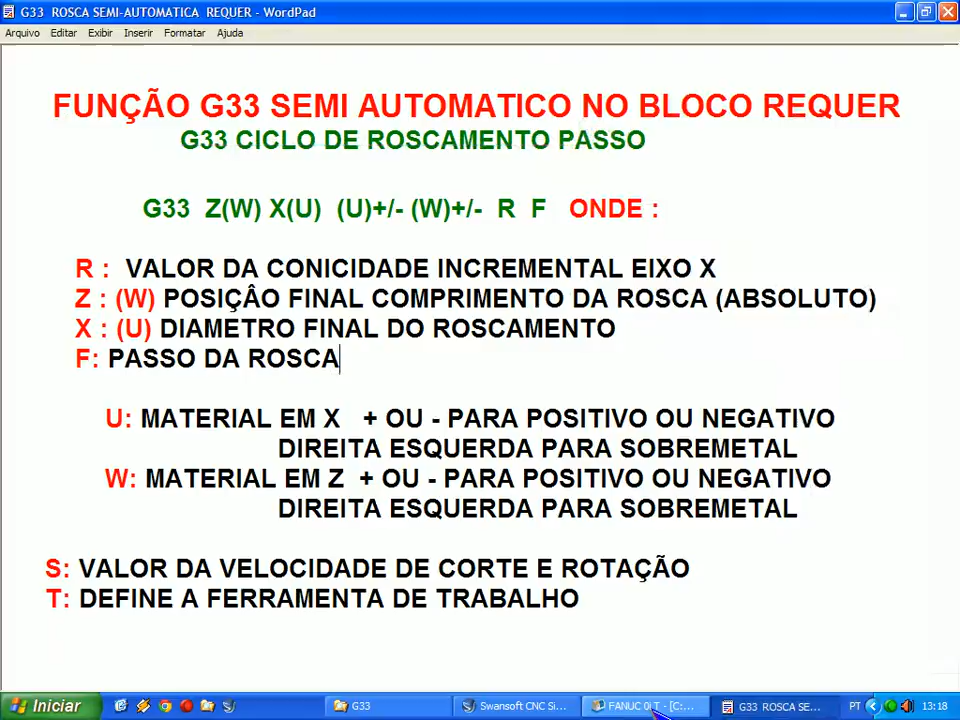 G33 ROSCA SEMI-AUTOMATICA REQUER - WordPad
Arquivo Editar Exibir Inserir Formatar Ajuda
FUNÇÃO G33 SEMI AUTOMATICO NO BLOCO REQUER
G33 CICLO DE ROSCAMENTO PASSO
G33 Z(W) X(U) (U)+/- (W)+/- R F ONDE :
R : VALOR DA CONICIDADE INCREMENTAL EIXO X
Z : (W) POSIÇÂO FINAL COMPRIMENTO DA ROSCA (ABSOLUTO)
X : (U) DIAMETRO FINAL DO ROSCAMENTO
F: PASSO DA ROSCA
U: MATERIAL EM X + OU - PARA POSITIVO OU NEGATIVO
DIREITA ESQUERDA PARA SOBREMETAL
W: MATERIAL EM Z + OU - PARA POSITIVO OU NEGATIVO
DIREITA ESQUERDA PARA SOBREMETAL
S: VALOR DA VELOCIDADE DE CORTE E ROTAÇÃO
T: DEFINE A FERRAMENTA DE TRABALHO
Iniciar G33 Swansoft CNC Si... FANUC 0iT - [C:... G33 ROSCA SE... PT 13:18